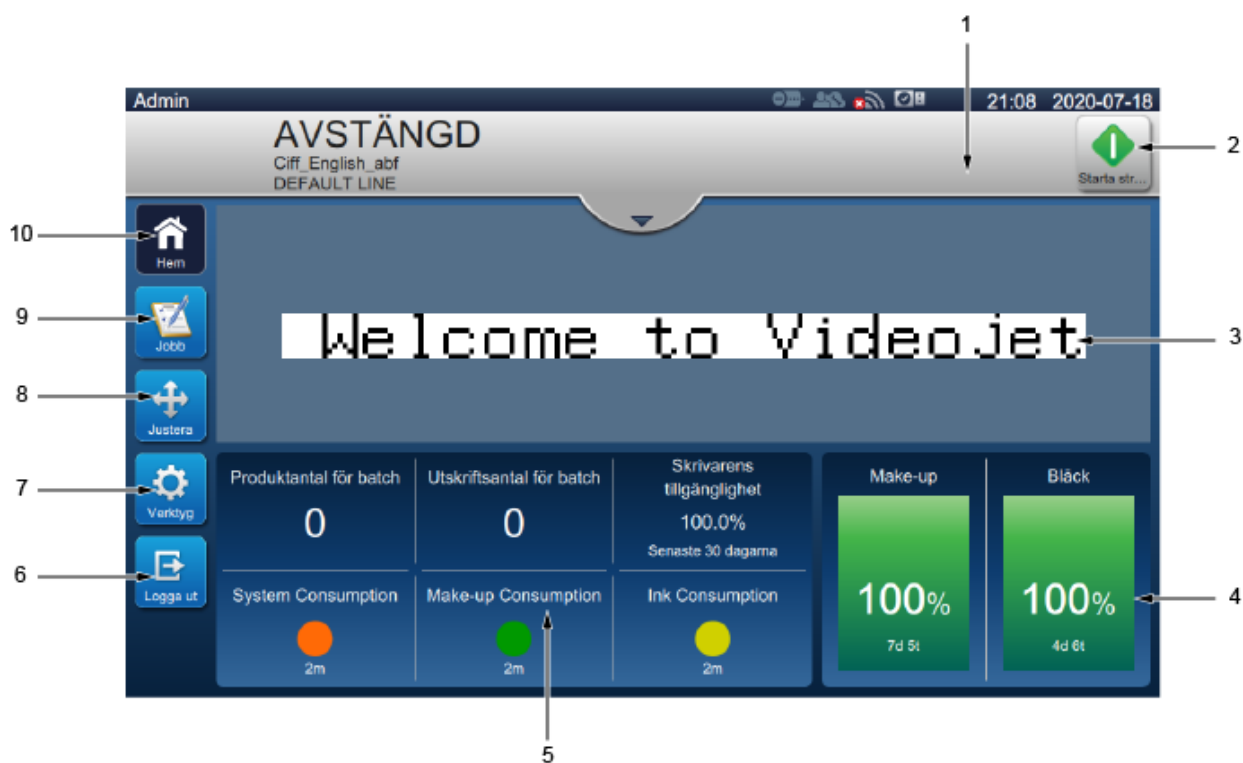 1
Admin
21:08 2020-07-18
AVSTÄNGD
Ciff_English_abf
DEFAULT LINE
Starta str...
2
10
Hem
9
Jobb
Welcome to Videojet
3
8
Justera
7
Verktyg
6
Logga ut
Produktantal för batch
0
Utskriftsantal för batch
0
Skrivarens
tillgänglighet
100.0%
Senaste 30 dagarna
System Consumption
2m
Make-up Consumption
2m
Ink Consumption
2m
Make-up
100%
7d 5t
Bläck
100%
4d 6t
4
5